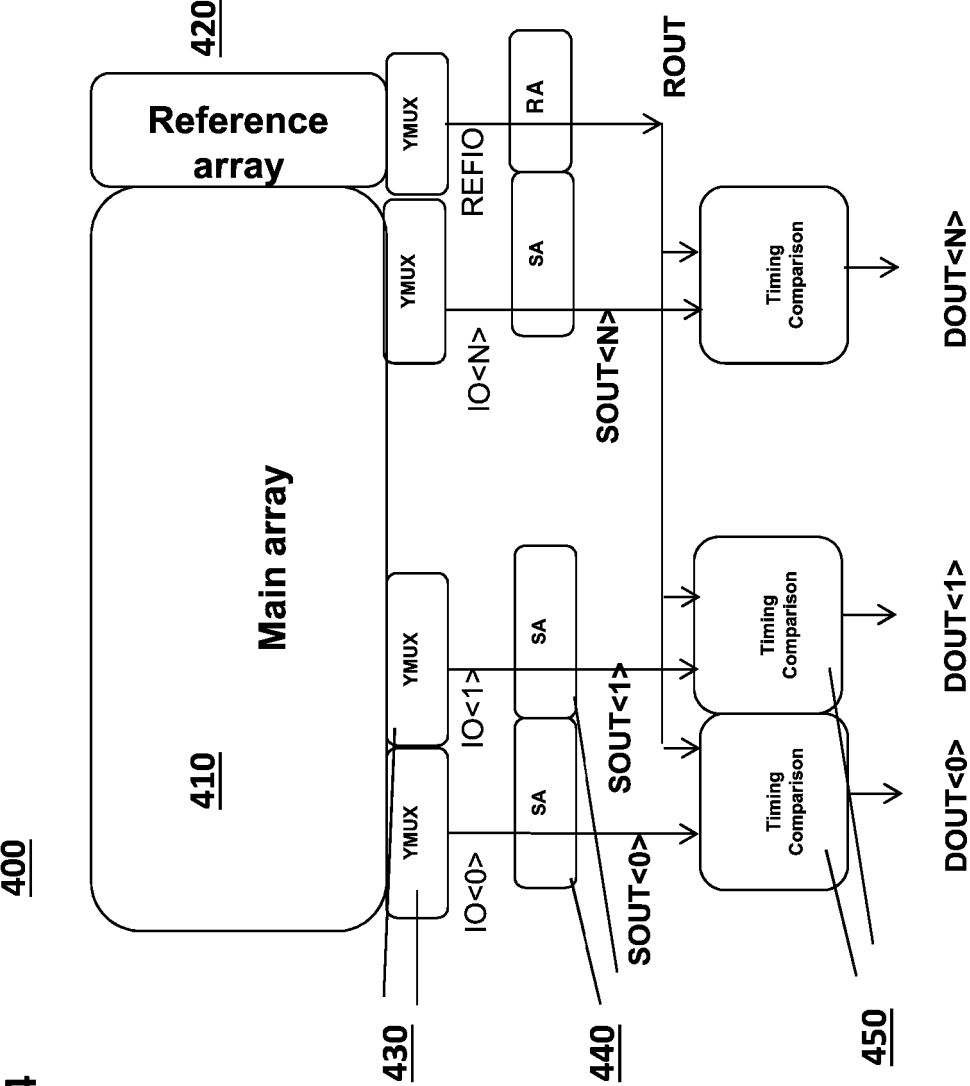 400
410
420
Reference
array
Main array
430
YMUX
YMUX
YMUX
YMUX
IO<0>
IO<1>
IO<N>
REFIO
440
SA
SA
SA
RA
SOUT<0>
SOUT<1>
SOUT<N>
ROUT
450
Timing
Comparison
Timing
Comparison
Timing
Comparison
DOUT<0>
DOUT<1>
DOUT<N>